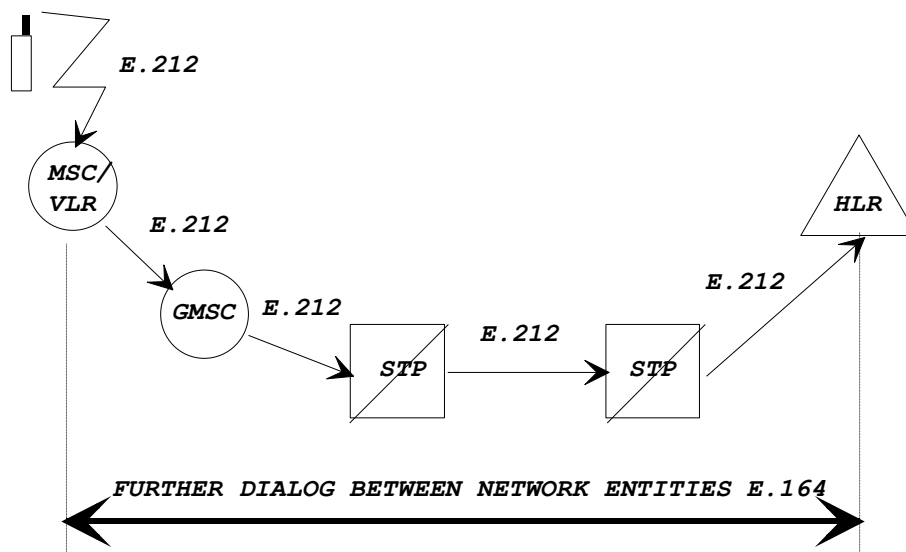 E.212
MSC/
VLR
HLR
E.212
E.212
GMSC
E.212
E.212
STP
STP
FURTHER DIALOG BETWEEN NETWORK ENTITIES E.164